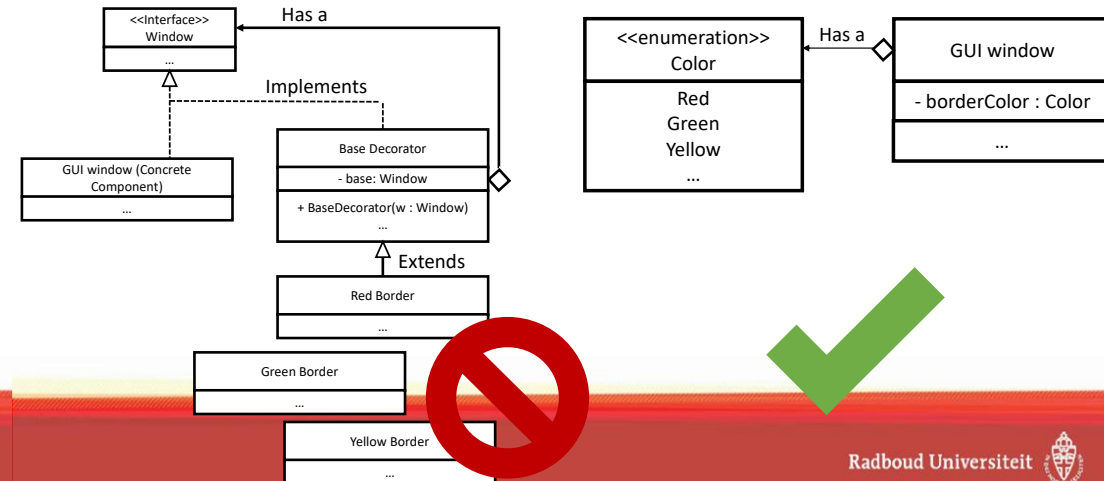 <<Interface>>
Window
...
Has a
Implements
GUI window (Concrete
Component)
...
Base Decorator
- base: Window
+ BaseDecorator(w : Window)
...
Extends
Red Border
...
Green Border
...
Yellow Border
...
<<enumeration>>
Color
Red
Green
Yellow
...
Has a
GUI window
- borderColor : Color
...
Radboud Universiteit